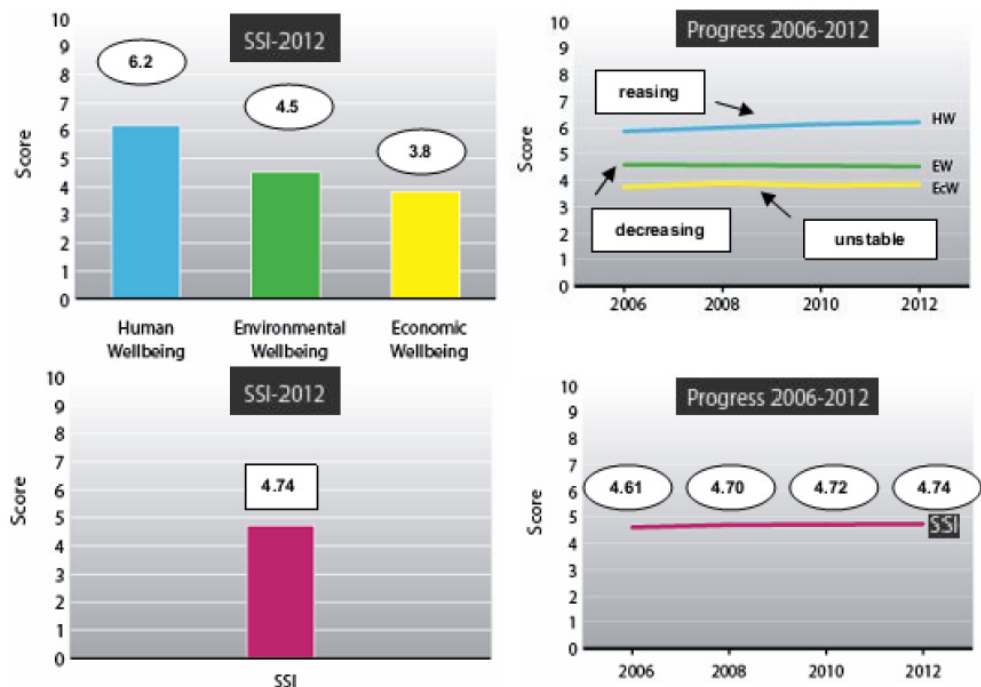 SSI-2012
10
9
8
7
6
5
4
3
2
1
0
Score
6.2
4.5
3.8
Human
Wellbeing
Environmental
Wellbeing
Economic
Wellbeing
Progress 2006-2012
10
9
8
7
6
5
4
3
2
1
0
Score
reasing
HW
EW
EcW
decreasing
unstable
2006 2008 2010 2012
SSI-2012
10
9
8
7
6
5
4
3
2
1
0
Score
4.74
SSI
Progress 2006-2012
10
9
8
7
6
5
4
3
2
1
0
Score
4.61 4.70 4.72 4.74
SSI
2006 2008 2010 2012